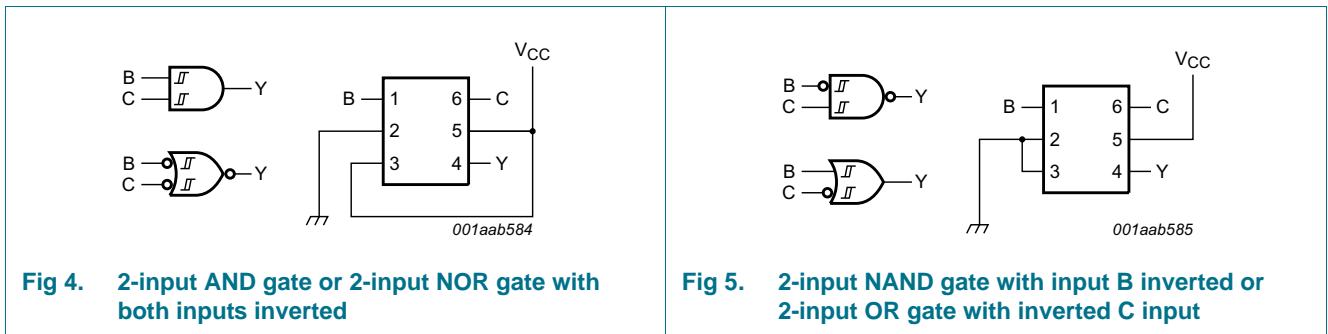 VCC
B
C
Y
B
1
6
C
2
5
B
C
Y
3
4
Y
001aab584
Fig 4. 2-input AND gate or 2-input NOR gate with
both inputs inverted
VCC
B
C
Y
B
1
6
C
2
5
B
C
Y
3
4
Y
001aab585
Fig 5. 2-input NAND gate with input B inverted or
2-input OR gate with inverted C input